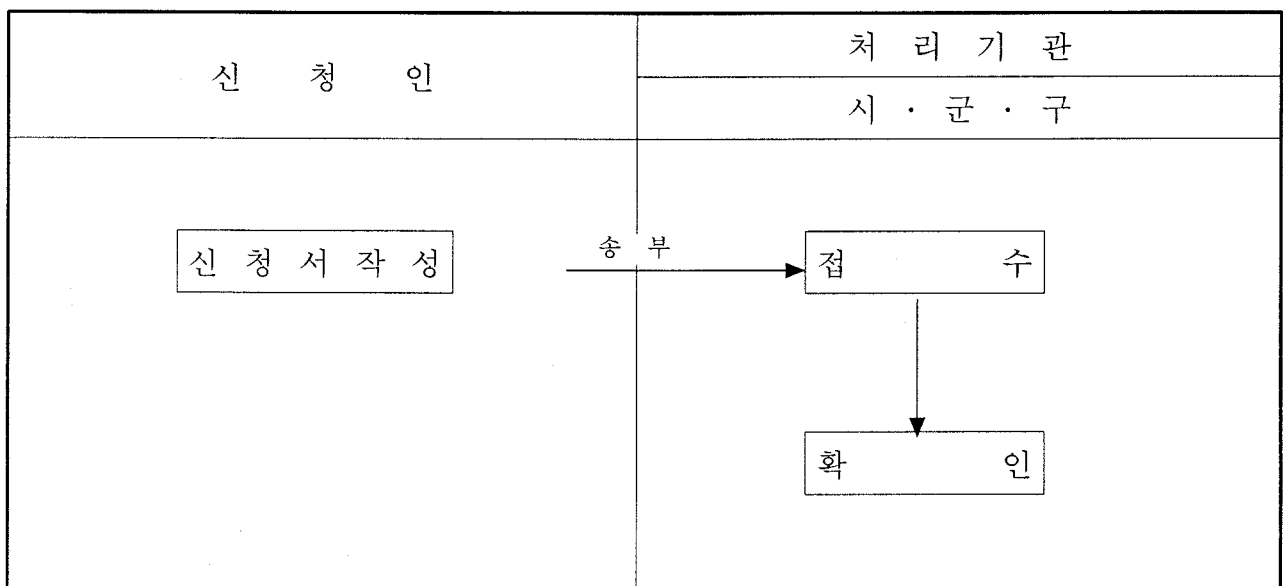 신 청 인
처 리 기 관
시 · 군 · 구
신 청 서 작 성
송 부
접 수
확 인